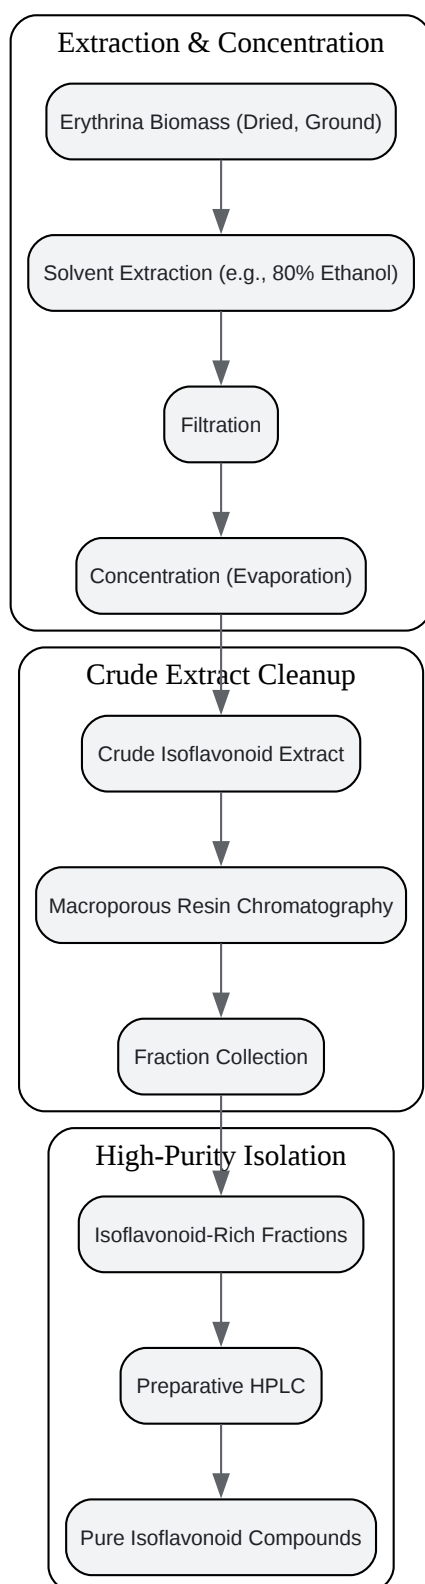 Extraction & Concentration
Erythrina Biomass (Dried, Ground)
Solvent Extraction (e.g., 80% Ethanol)
Filtration
Concentration (Evaporation)
Crude Extract Cleanup
Crude Isoflavonoid Extract
Macroporous Resin Chromatography
Fraction Collection
High-Purity Isolation
Isoflavonoid-Rich Fractions
Preparative HPLC
Pure Isoflavonoid Compounds